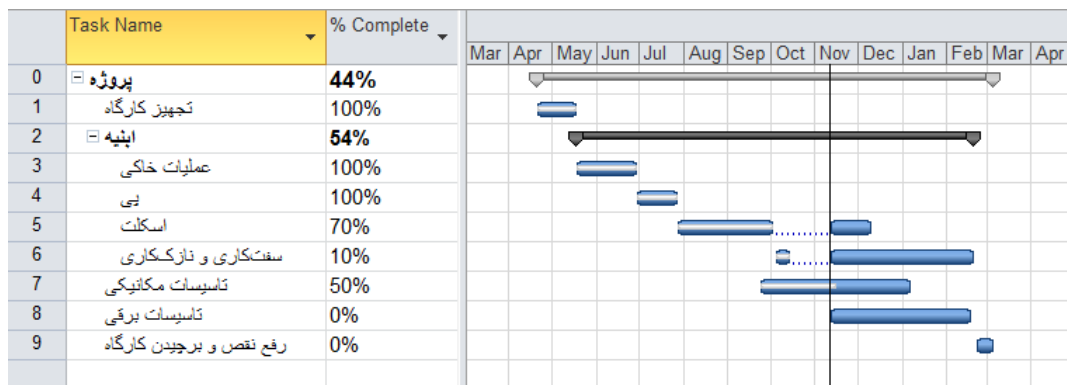 Task Name % Complete
Mar Apr May Jun Jul Aug Sep Oct Nov Dec Jan Feb Mar Apr
0 پروژه 44%
1 تجهیز کارگاه 100%
2 ابنیه 54%
3 عملیات خاکی 100%
4 پی 100%
5 اسکلت 70%
6 سفت‌کاری و نازک‌کاری 10%
7 تاسیسات مکانیکی 50%
8 تاسیسات برقی 0%
9 رفع نقص و برچیدن کارگاه 0%